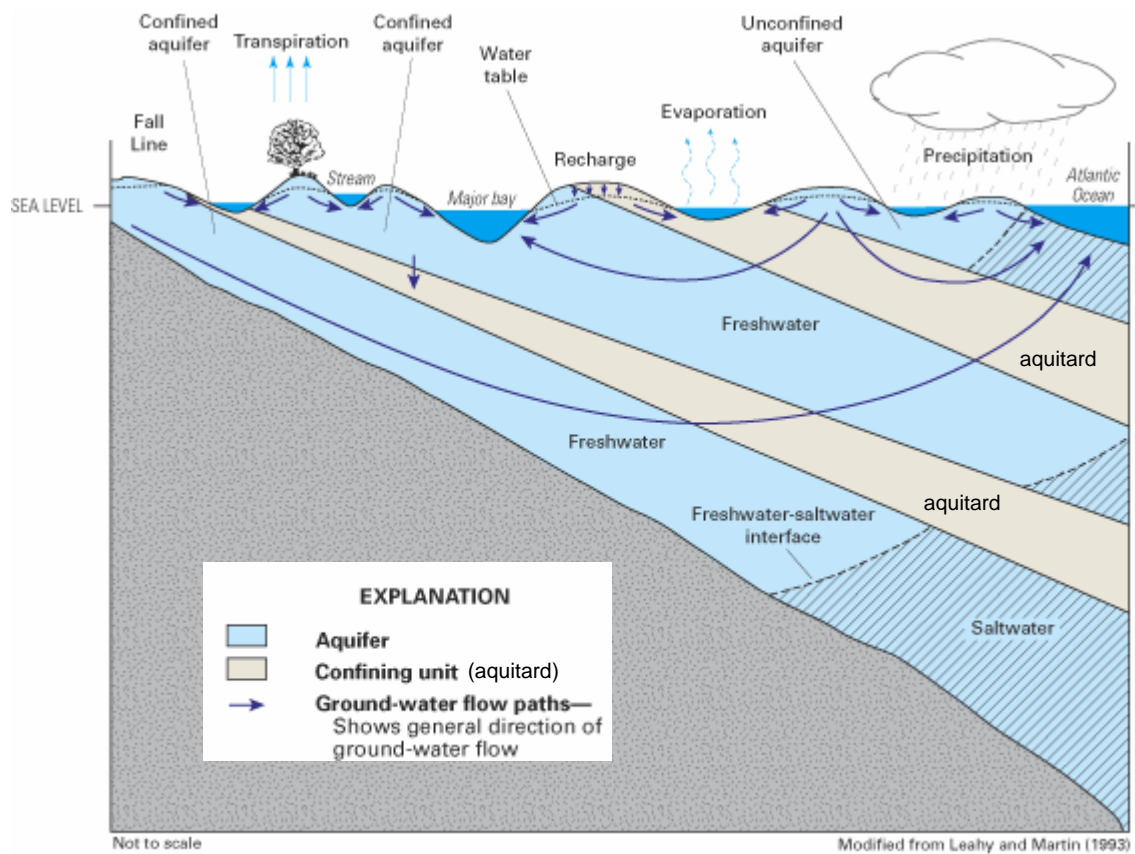 Confined
aquifer
Transpiration
Confined
aquifer
Water
table
Unconfined
aquifer
Fall
Line
Evaporation
Recharge
Precipitation
Stream
Major bay
Atlantic
Ocean
SEA LEVEL
Freshwater
aquitard
Freshwater
aquitard
Freshwater-saltwater
interface
Saltwater
EXPLANATION
Aquifer
Confining unit (aquitard)
Ground-water flow paths—
Shows general direction of
ground-water flow
Not to scale
Modified from Leahy and Martin (1993)